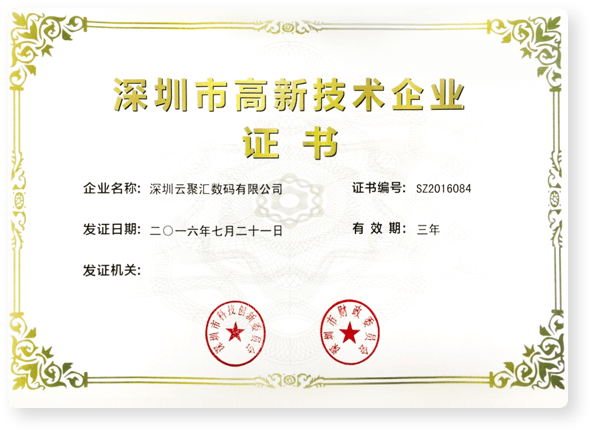 深圳市高新技术企业
证书
企业名称: 深圳云聚汇数码有限公司 证书编号: SZ2016084
发证日期: 二〇一六年七月二十一日 有效期: 三年
发证机关:
深圳市科技创新委员会 深圳市财政委员会